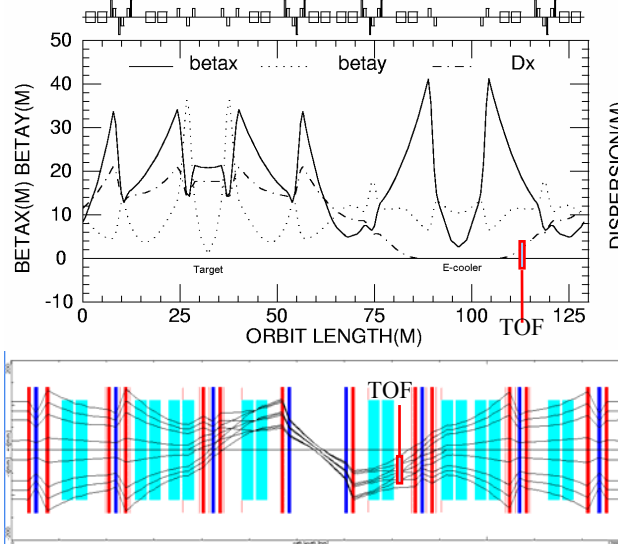 50
betax betay Dx
40
30
20
10
0
-10
BETAX(M) BETAY(M)
DISPERSION(M)
Target E-cooler
0 25 50 75 100 125
ORBIT LENGTH(M)
TOF
TOF